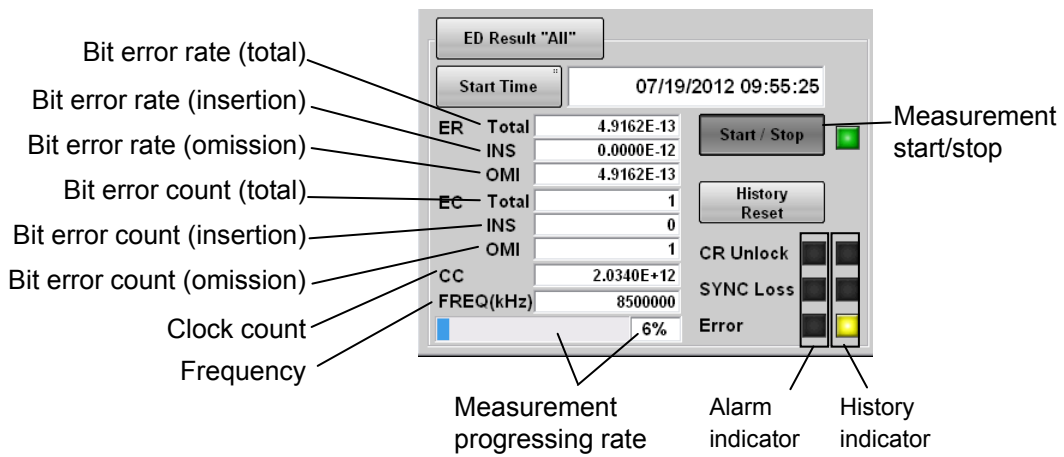 ED Result "All"
Start Time
07/19/2012 09:55:25
Bit error rate (total)
Bit error rate (insertion)
Bit error rate (omission)
Bit error count (total)
Bit error count (insertion)
Bit error count (omission)
Clock count
Frequency
ER Total 4.9162E-13
INS 0.0000E-12
OMI 4.9162E-13
EC Total 1
INS 0
OMI 1
CC 2.0340E+12
FREQ(kHz) 8500000
6%
Start / Stop
History
Reset
CR Unlock
SYNC Loss
Error
Measurement
start/stop
Measurement
progressing rate
Alarm
indicator
History
indicator